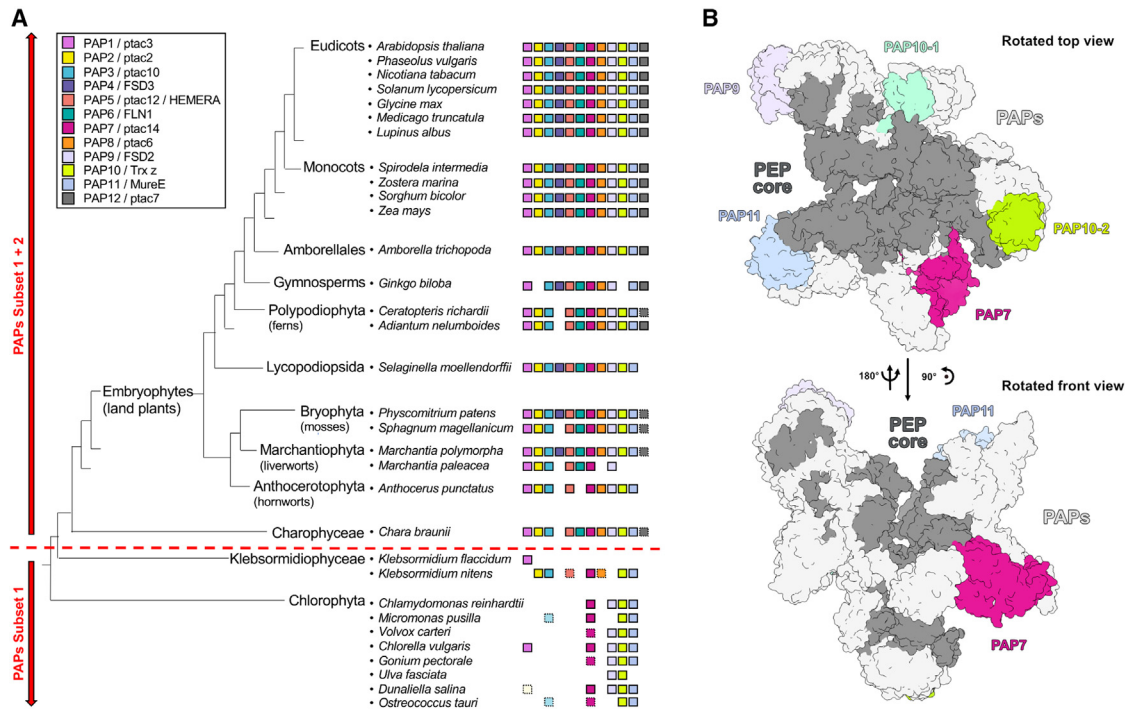 A
PAP1 / ptac3
PAP2 / ptac2
PAP3 / ptac10
PAP4 / FSD3
PAP5 / ptac12 / HEMERA
PAP6 / FLN1
PAP7 / ptac14
PAP8 / ptac6
PAP9 / FSD2
PAP10 / Trx z
PAP11 / MureE
PAP12 / ptac7
PAPs Subset 1 + 2
PAPs Subset 1
Eudicots • Arabidopsis thaliana
• Phaseolus vulgaris
• Nicotiana tabacum
• Solanum lycopersicum
• Glycine max
• Medicago truncatula
• Lupinus albus
Monocots • Spirodela intermedia
• Zostera marina
• Sorghum bicolor
• Zea mays
Amborellales • Amborella trichopoda
Gymnosperms • Ginkgo biloba
Polypodiophyta • Ceratopteris richardii
(ferns) • Adiantum nelumboides
Lycopodiopsida • Selaginella moellendorffii
Embryophytes
(land plants)
Bryophyta • Physcomitrium patens
(mosses) • Sphagnum magellanicum
Marchantiophyta • Marchantia polymorpha
(liverworts) • Marchantia paleacea
Anthocerotophyta • Anthocerus punctatus
(hornworts)
Charophyceae • Chara braunii
Klebsormidiophyceae • Klebsormidium flaccidum
• Klebsormidium nitens
Chlorophyta • Chlamydomonas reinhardtii
• Micromonas pusilla
• Volvox carteri
• Chlorella vulgaris
• Gonium pectorale
• Ulva fasciata
• Dunaliella salina
• Ostreococcus tauri
B
Rotated top view
PAP10-1
PAP9
PAPs
PEP
core
PAP11
PAP10-2
PAP7
180° 90°
Rotated front view
PAP11
PEP
core
PAPs
PAP7